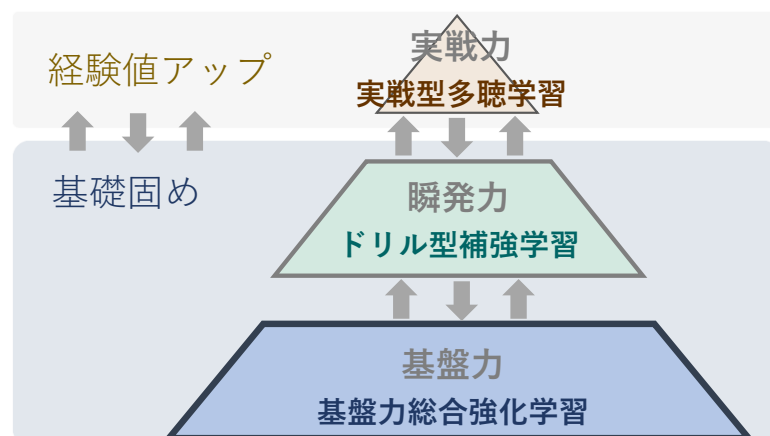 経験値アップ
実戦力
実戦型多聴学習
基礎固め
瞬発力
ドリル型補強学習
基盤力
基盤力総合強化学習